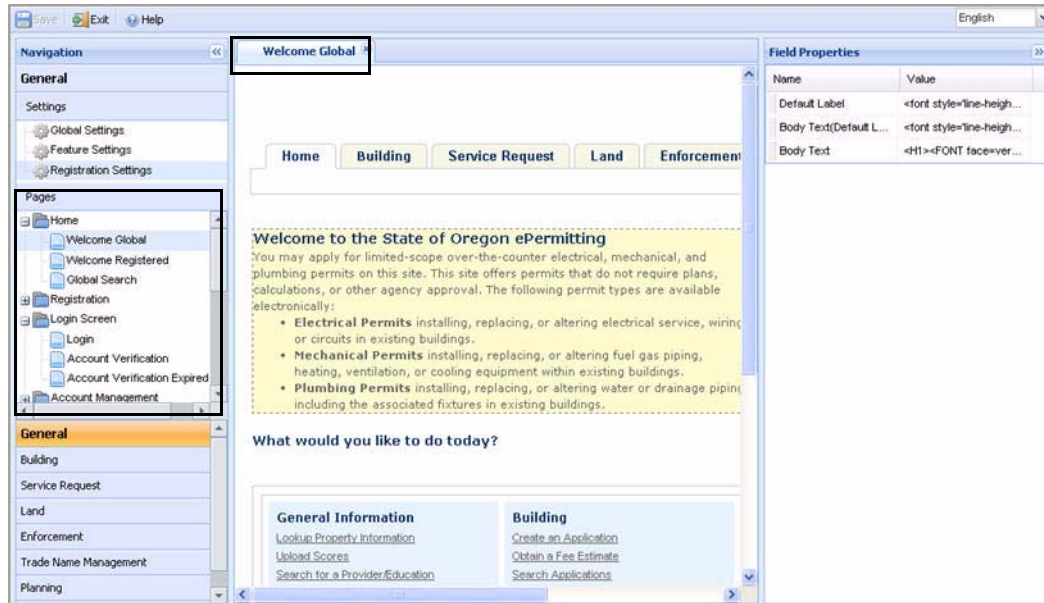 Save Exit Help English
Navigation
General
Settings
Global Settings
Feature Settings
Registration Settings
Pages
Home
Welcome Global
Welcome Registered
Global Search
Registration
Login Screen
Login
Account Verification
Account Verification Expired
Account Management
General
Building
Service Request
Land
Enforcement
Trade Name Management
Planning
Welcome Global
Home Building Service Request Land Enforcement
Welcome to the State of Oregon ePermitting
You may apply for limited-scope over-the-counter electrical, mechanical, and
plumbing permits on this site. This site offers permits that do not require plans,
calculations, or other agency approval. The following permit types are available
electronically:
• Electrical Permits installing, replacing, or altering electrical service, wiring
or circuits in existing buildings.
• Mechanical Permits installing, replacing, or altering fuel gas piping,
heating, ventilation, or cooling equipment within existing buildings.
• Plumbing Permits installing, replacing, or altering water or drainage piping
including the associated fixtures in existing buildings.
What would you like to do today?
General Information
Lookup Property Information
Upload Scores
Search for a Provider/Education
Building
Create an Application
Obtain a Fee Estimate
Search Applications
Field Properties
Name Value
Default Label <font style='line-heigh...
Body Text(Default L... <font style='line-heigh...
Body Text <H1><FONT face=ver...